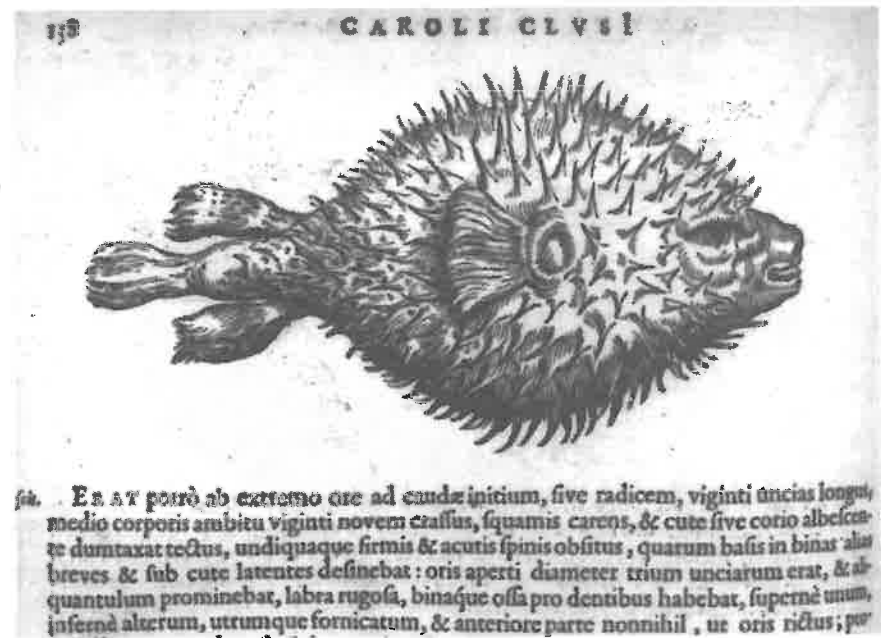 138 CAROLI CLVSI
ERAT porrò ab extremo ore ad caudæ initium, sive radicem, viginti uncias longus,
medio corporis ambitu viginti novem crassus, squamis carens, & cute sive corio albescen-
te dumtaxat tectus, undiquaque firmis & acutis spinis obsitus, quarum basis in binas alias
breves & sub cute latentes desinebat: oris aperti diameter trium unciarum erat, & ali-
quantulum prominebat, labra rugosa, binaque ossa pro dentibus habebat, supernè unum,
infernè alterum, utrumque fornicatum, & anteriore parte nonnihil, ut oris rictus;